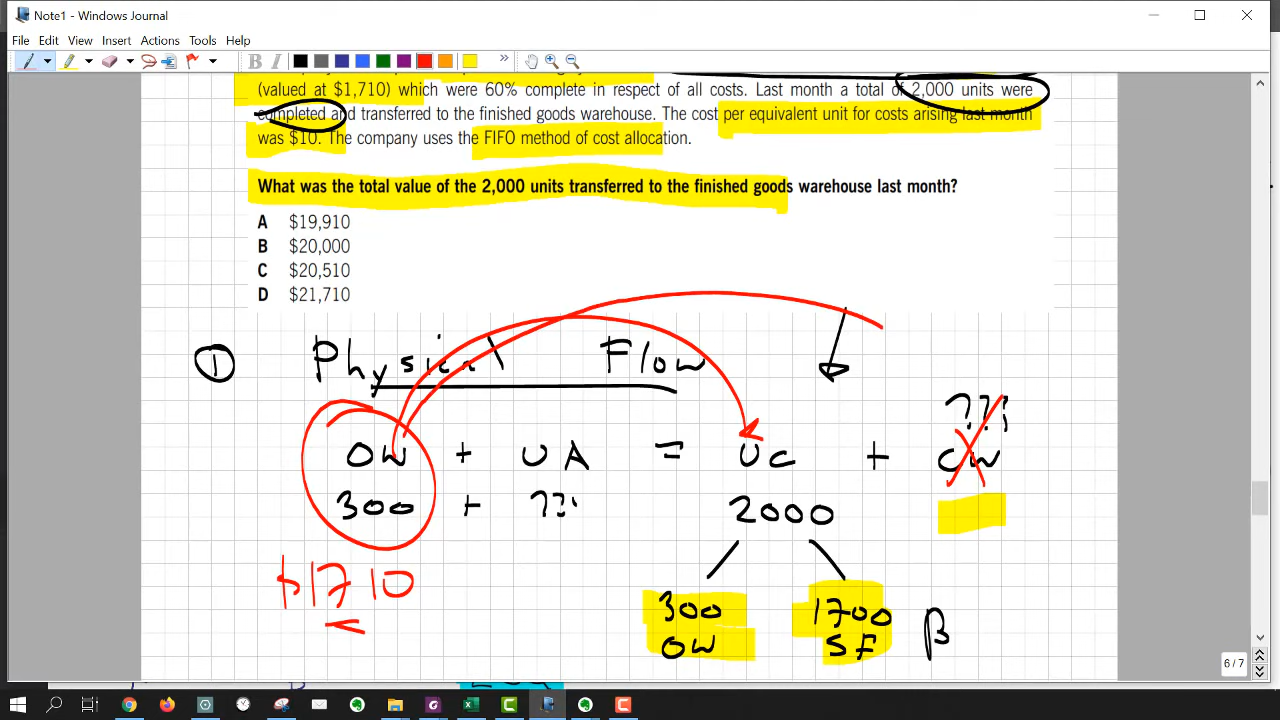 Note1 - Windows Journal
File Edit View Insert Actions Tools Help
B I
(valued at $1,710) which were 60% complete in respect of all costs. Last month a total of 2,000 units were
completed and transferred to the finished goods warehouse. The cost per equivalent unit for costs arising last month
was $10. The company uses the FIFO method of cost allocation.
What was the total value of the 2,000 units transferred to the finished goods warehouse last month?
A $19,910
B $20,000
C $20,510
D $21,710
1 Physical Flow
???
OW + UA = UC + CW
300 + ??? 2000
$1710
300 1700
OW SF β
6 / 7